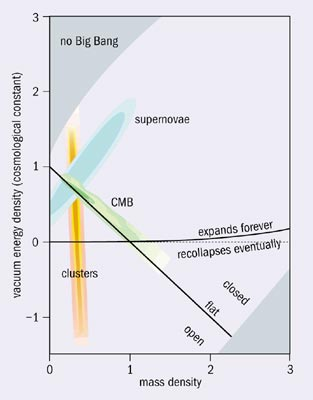 3
no Big Bang
2
supernovae
1
CMB
expands forever
0
recollapses eventually
clusters
closed
flat
−1
open
0
1
2
3
mass density
vacuum energy density (cosmological constant)